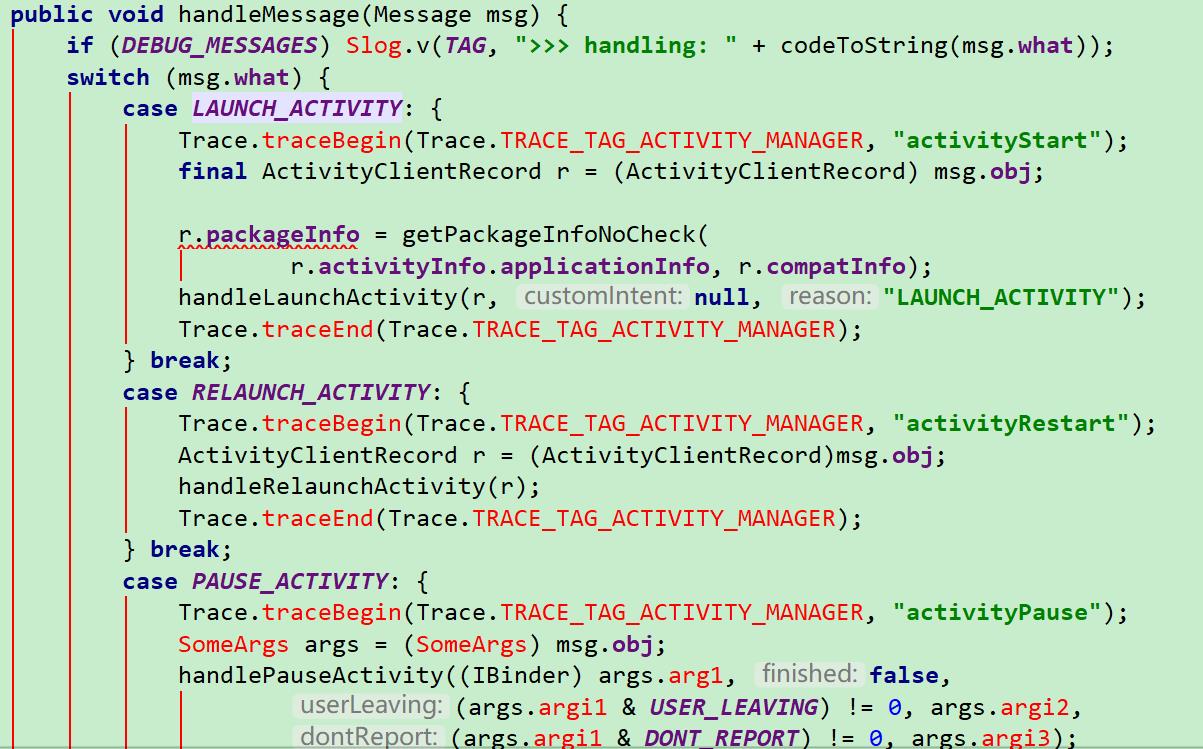 public void handleMessage(Message msg) {
if (DEBUG_MESSAGES) Slog.v(TAG, ">>> handling: " + codeToString(msg.what));
switch (msg.what) {
case LAUNCH_ACTIVITY: {
Trace.traceBegin(Trace.TRACE_TAG_ACTIVITY_MANAGER, "activityStart");
final ActivityClientRecord r = (ActivityClientRecord) msg.obj;
r.packageInfo = getPackageInfoNoCheck(
r.activityInfo.applicationInfo, r.compatInfo);
handleLaunchActivity(r, customIntent: null, reason: "LAUNCH_ACTIVITY");
Trace.traceEnd(Trace.TRACE_TAG_ACTIVITY_MANAGER);
} break;
case RELAUNCH_ACTIVITY: {
Trace.traceBegin(Trace.TRACE_TAG_ACTIVITY_MANAGER, "activityRestart");
ActivityClientRecord r = (ActivityClientRecord)msg.obj;
handleRelaunchActivity(r);
Trace.traceEnd(Trace.TRACE_TAG_ACTIVITY_MANAGER);
} break;
case PAUSE_ACTIVITY: {
Trace.traceBegin(Trace.TRACE_TAG_ACTIVITY_MANAGER, "activityPause");
SomeArgs args = (SomeArgs) msg.obj;
handlePauseActivity((IBinder) args.arg1, finished: false,
userLeaving: (args.argi1 & USER_LEAVING) != 0, args.argi2,
dontReport: (args.argi1 & DONT_REPORT) != 0, args.argi3);